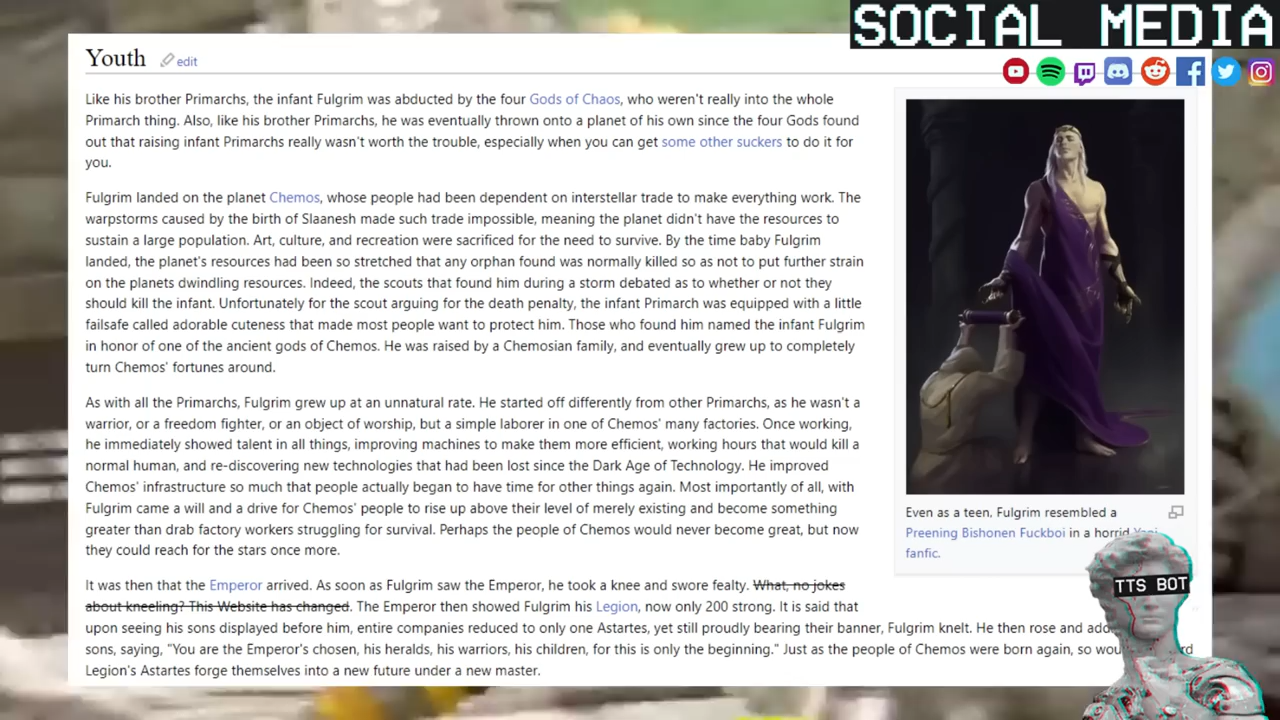 SOCIAL MEDIA
Youth edit
Like his brother Primarchs, the infant Fulgrim was abducted by the four Gods of Chaos, who weren't really into the whole
Primarch thing. Also, like his brother Primarchs, he was eventually thrown onto a planet of his own since the four Gods found
out that raising infant Primarchs really wasn't worth the trouble, especially when you can get some other suckers to do it for
you.
Fulgrim landed on the planet Chemos, whose people had been dependent on interstellar trade to make everything work. The
warpstorms caused by the birth of Slaanesh made such trade impossible, meaning the planet didn't have the resources to
sustain a large population. Art, culture, and recreation were sacrificed for the need to survive. By the time baby Fulgrim
landed, the planet's resources had been so stretched that any orphan found was normally killed so as not to put further strain
on the planets dwindling resources. Indeed, the scouts that found him during a storm debated as to whether or not they
should kill the infant. Unfortunately for the scout arguing for the death penalty, the infant Primarch was equipped with a little
failsafe called adorable cuteness that made most people want to protect him. Those who found him named the infant Fulgrim
in honor of one of the ancient gods of Chemos. He was raised by a Chemosian family, and eventually grew up to completely
turn Chemos' fortunes around.
As with all the Primarchs, Fulgrim grew up at an unnatural rate. He started off differently from other Primarchs, as he wasn't a
warrior, or a freedom fighter, or an object of worship, but a simple laborer in one of Chemos' many factories. Once working,
he immediately showed talent in all things, improving machines to make them more efficient, working hours that would kill a
normal human, and re-discovering new technologies that had been lost since the Dark Age of Technology. He improved
Chemos' infrastructure so much that people actually began to have time for other things again. Most importantly of all, with
Fulgrim came a will and a drive for Chemos' people to rise up above their level of merely existing and become something
greater than drab factory workers struggling for survival. Perhaps the people of Chemos would never become great, but now
they could reach for the stars once more.
It was then that the Emperor arrived. As soon as Fulgrim saw the Emperor, he took a knee and swore fealty. What, no jokes
about kneeling? This Website has changed. The Emperor then showed Fulgrim his Legion, now only 200 strong. It is said that
upon seeing his sons displayed before him, entire companies reduced to only one Astartes, yet still proudly bearing their banner, Fulgrim knelt. He then rose and
sons, saying, "You are the Emperor's chosen, his heralds, his warriors, his children, for this is only the beginning." Just as the people of Chemos were born again, so
Legion's Astartes forge themselves into a new future under a new master.
Even as a teen, Fulgrim resembled a
Preening Bishonen Fuckboi in a horrid
fanfic.
TTS BOT